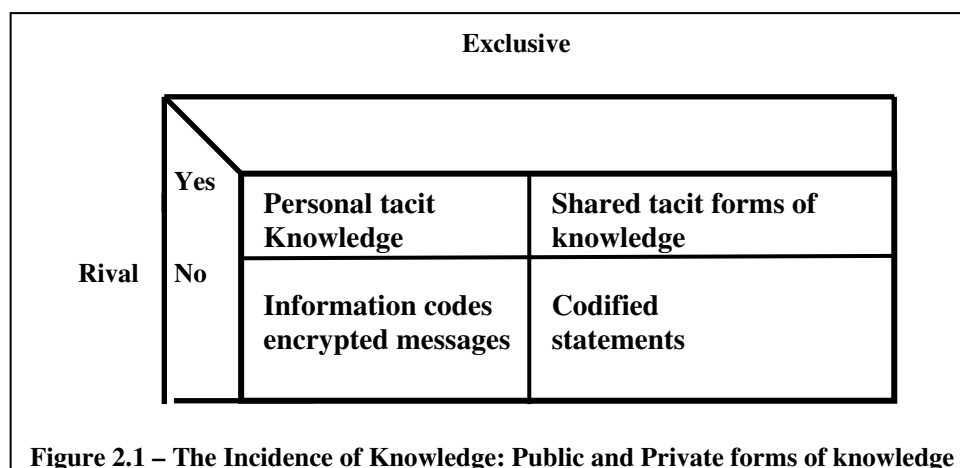 Exclusive
Yes
Personal tacit Shared tacit forms of
Knowledge knowledge
Rival No
Information codes Codified
encrypted messages statements
Figure 2.1 – The Incidence of Knowledge: Public and Private forms of knowledge